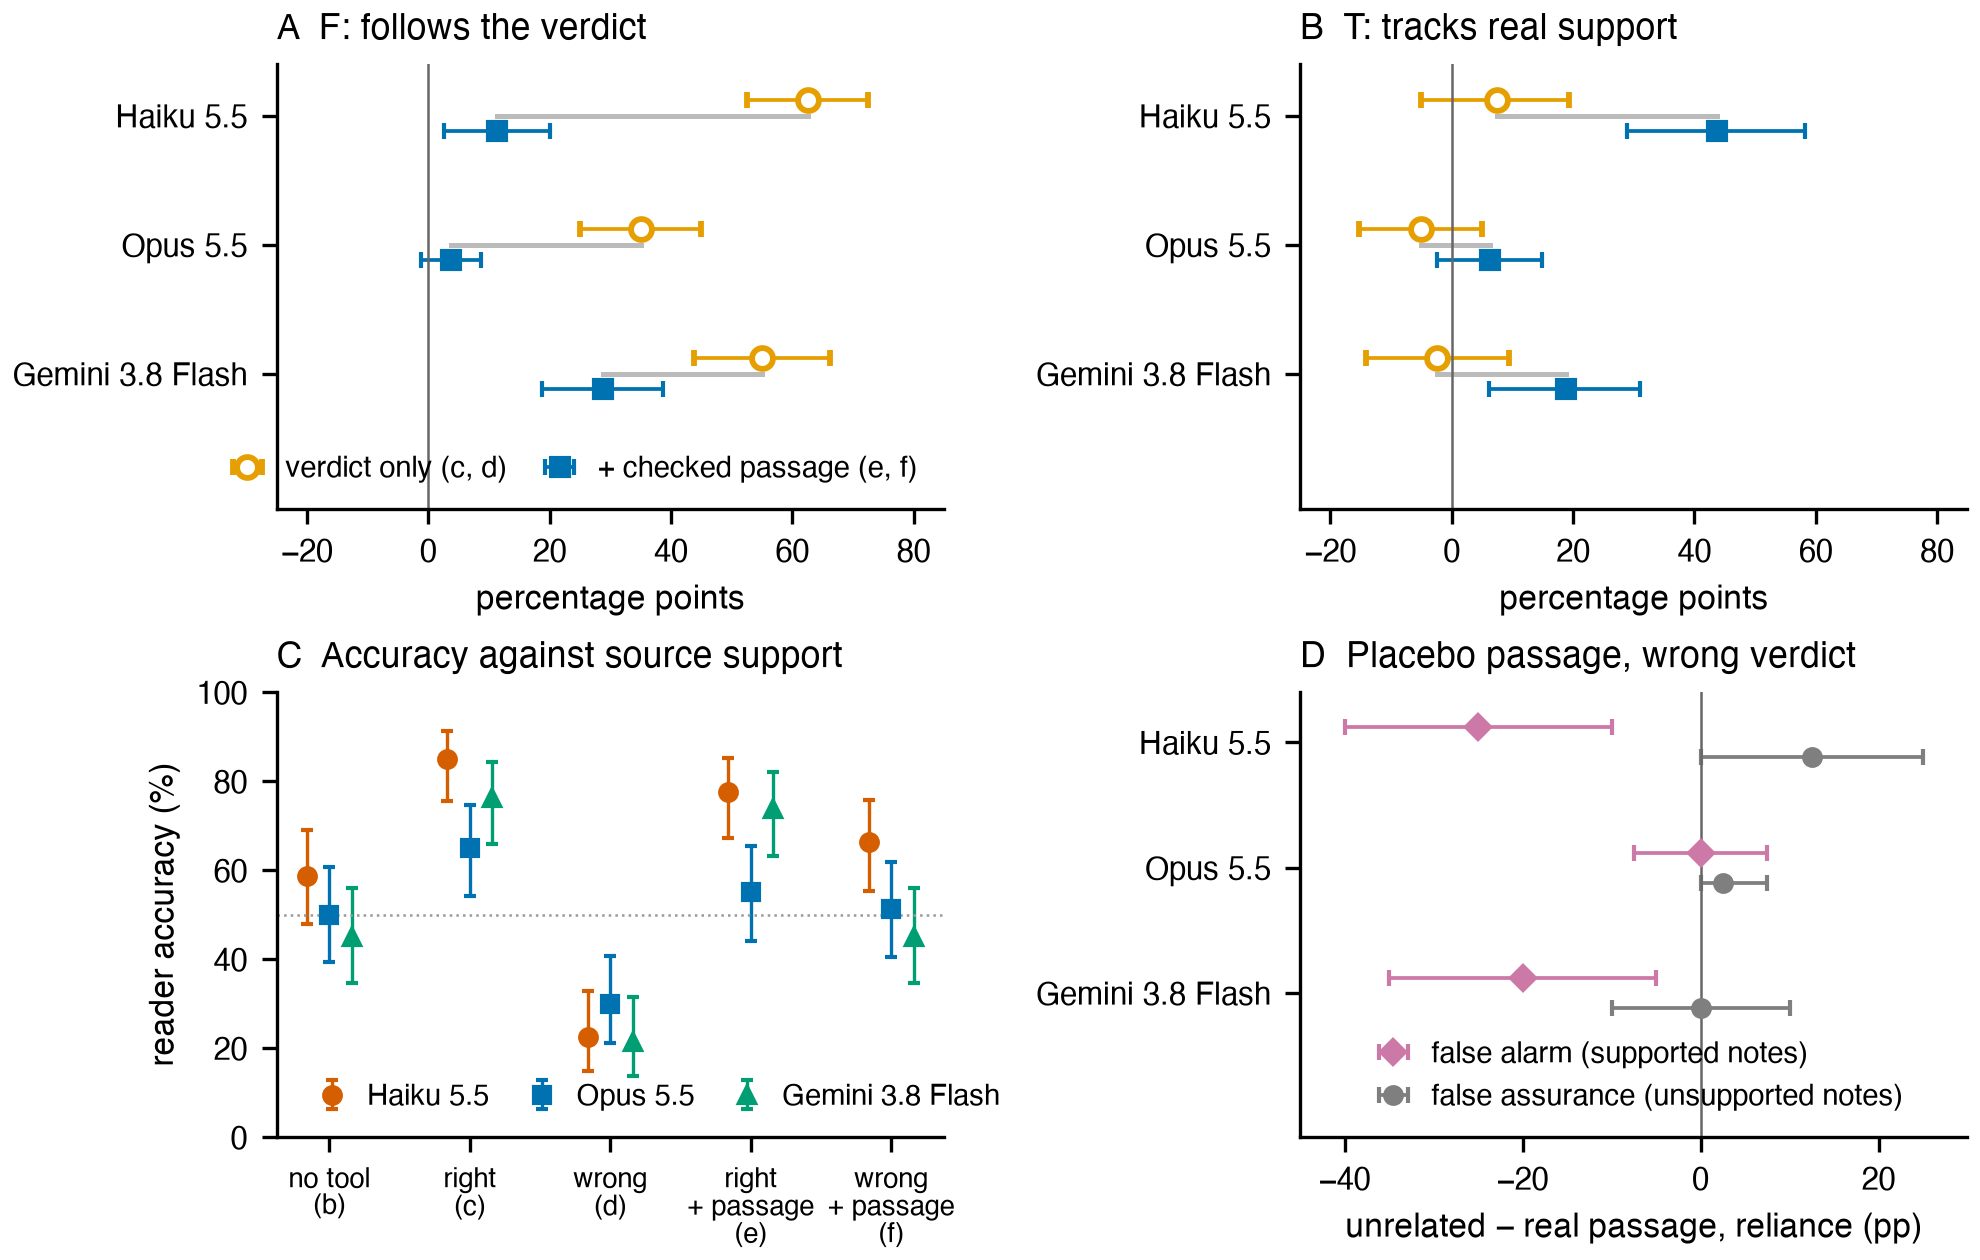 A F: follows the verdict
Haiku 5.5
Opus 5.5
Gemini 3.8 Flash
verdict only (c, d)
+ checked passage (e, f)
−20 0 20 40 60 80
percentage points
B T: tracks real support
Haiku 5.5
Opus 5.5
Gemini 3.8 Flash
−20 0 20 40 60 80
percentage points
C Accuracy against source support
reader accuracy (%)
100
80
60
40
20
0
Haiku 5.5
Opus 5.5
Gemini 3.8 Flash
no tool
(b)
right
(c)
wrong
(d)
right
+ passage
(e)
wrong
+ passage
(f)
D Placebo passage, wrong verdict
Haiku 5.5
Opus 5.5
Gemini 3.8 Flash
false alarm (supported notes)
false assurance (unsupported notes)
−40 −20 0 20
unrelated − real passage, reliance (pp)